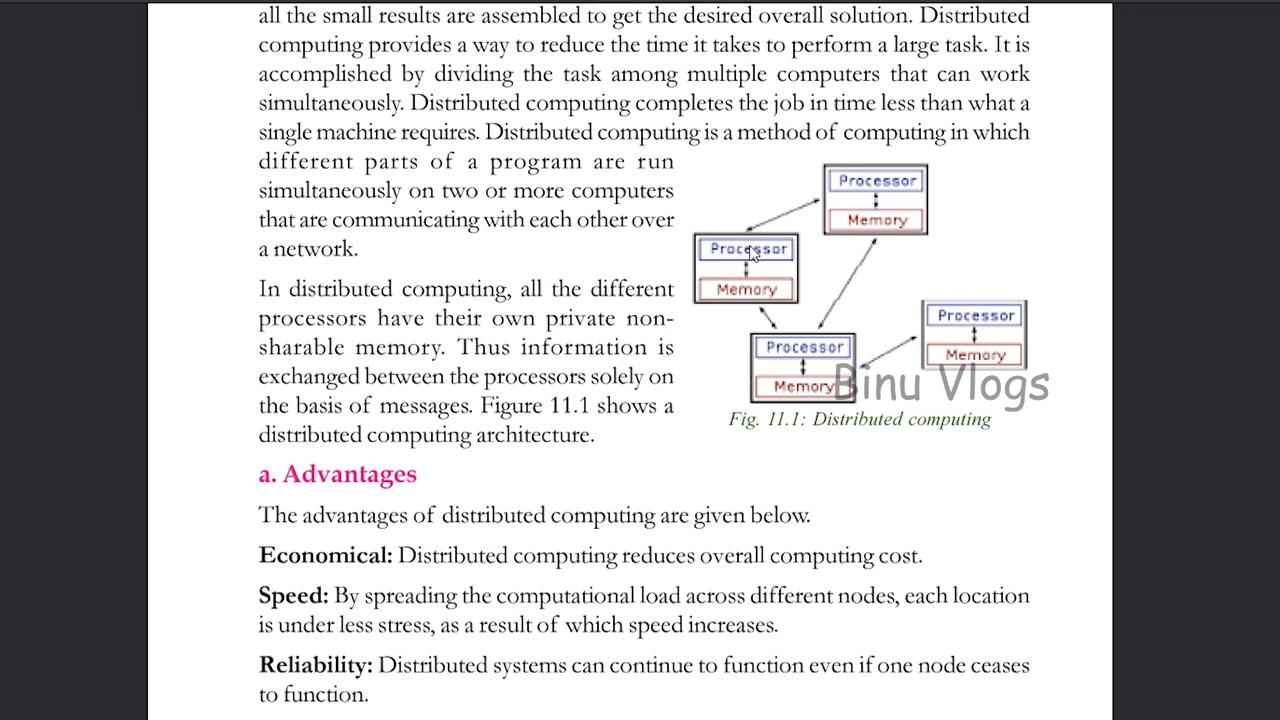 all the small results are assembled to get the desired overall solution. Distributed
computing provides a way to reduce the time it takes to perform a large task. It is
accomplished by dividing the task among multiple computers that can work
simultaneously. Distributed computing completes the job in time less than what a
single machine requires. Distributed computing is a method of computing in which
different parts of a program are run
simultaneously on two or more computers
that are communicating with each other over
a network.
In distributed computing, all the different
processors have their own private non-
sharable memory. Thus information is
exchanged between the processors solely on
the basis of messages. Figure 11.1 shows a
distributed computing architecture.
Processor
Memory
Processor
Memory
Processor
Memory
Processor
Memory
Binu Vlogs
Fig. 11.1: Distributed computing
a. Advantages
The advantages of distributed computing are given below.
Economical: Distributed computing reduces overall computing cost.
Speed: By spreading the computational load across different nodes, each location
is under less stress, as a result of which speed increases.
Reliability: Distributed systems can continue to function even if one node ceases
to function.